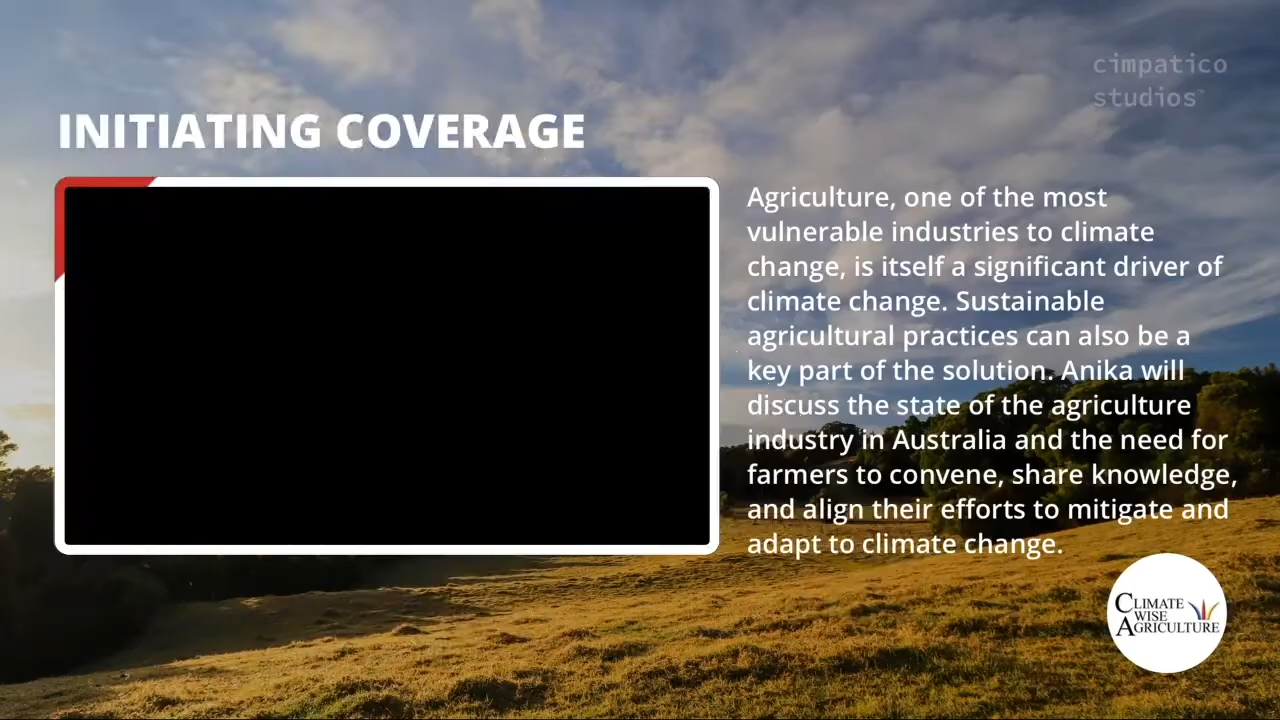 cimpatico
studios™
INITIATING COVERAGE
Agriculture, one of the most
vulnerable industries to climate
change, is itself a significant driver of
climate change. Sustainable
agricultural practices can also be a
key part of the solution. Anika will
discuss the state of the agriculture
industry in Australia and the need for
farmers to convene, share knowledge,
and align their efforts to mitigate and
adapt to climate change.
CLIMATE
WISE
AGRICULTURE